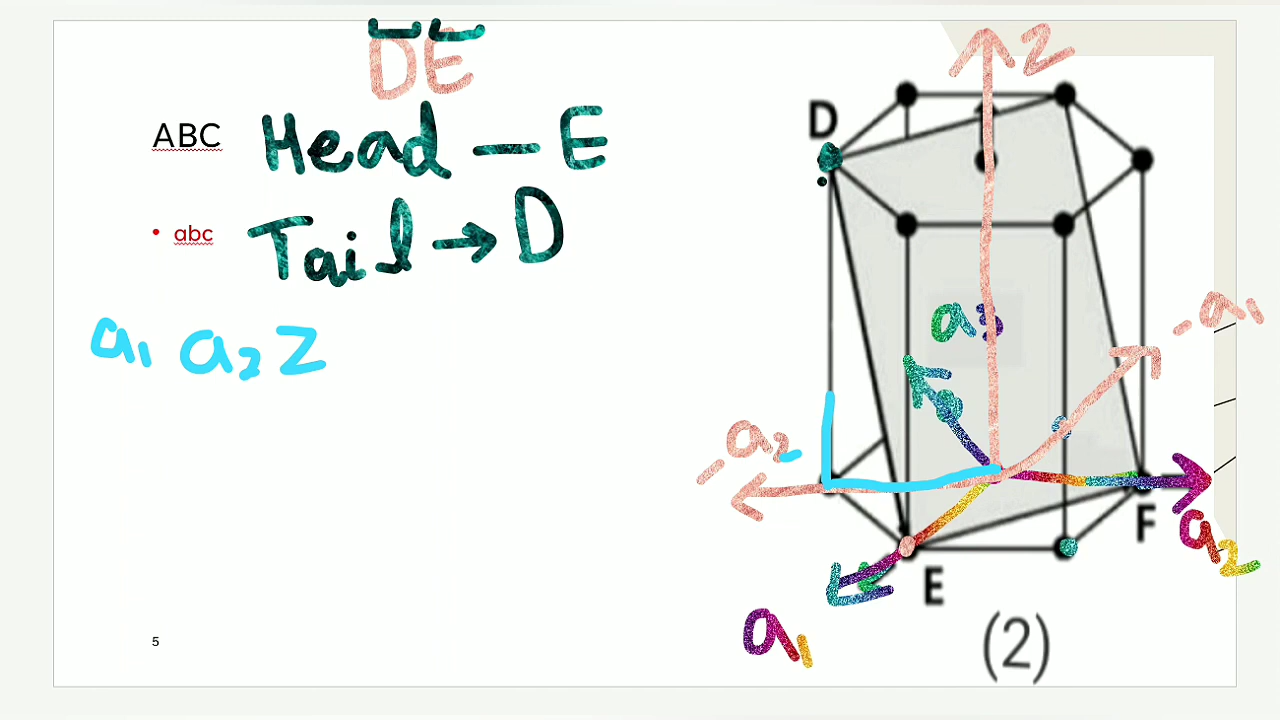 DE
ABC
Head — E
• abc
Tail → D
a₁ a₂ z
D
z
a₃
-a₁
-a₂
F
a₂
E
a₁
(2)
5